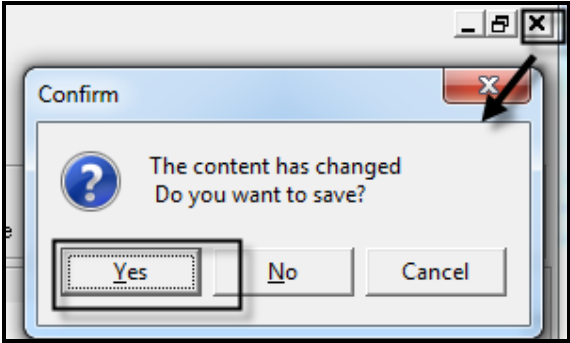 Confirm
The content has changed
Do you want to save?
Yes No Cancel
e